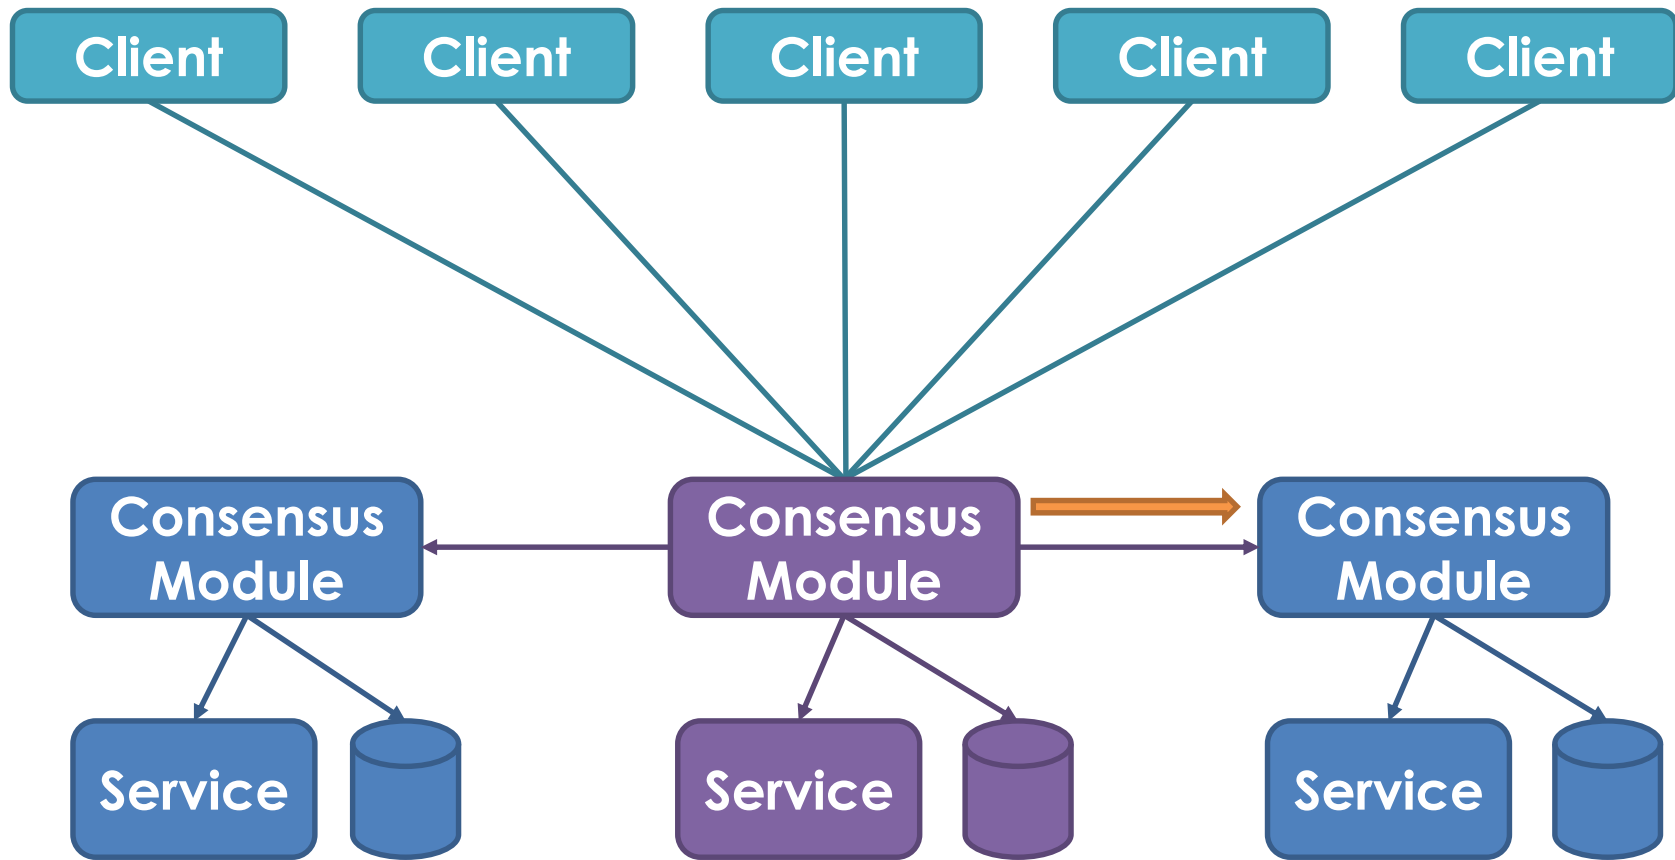 Client
Client
Client
Client
Client
Consensus
Module
Consensus
Module
Consensus
Module
Service
Service
Service